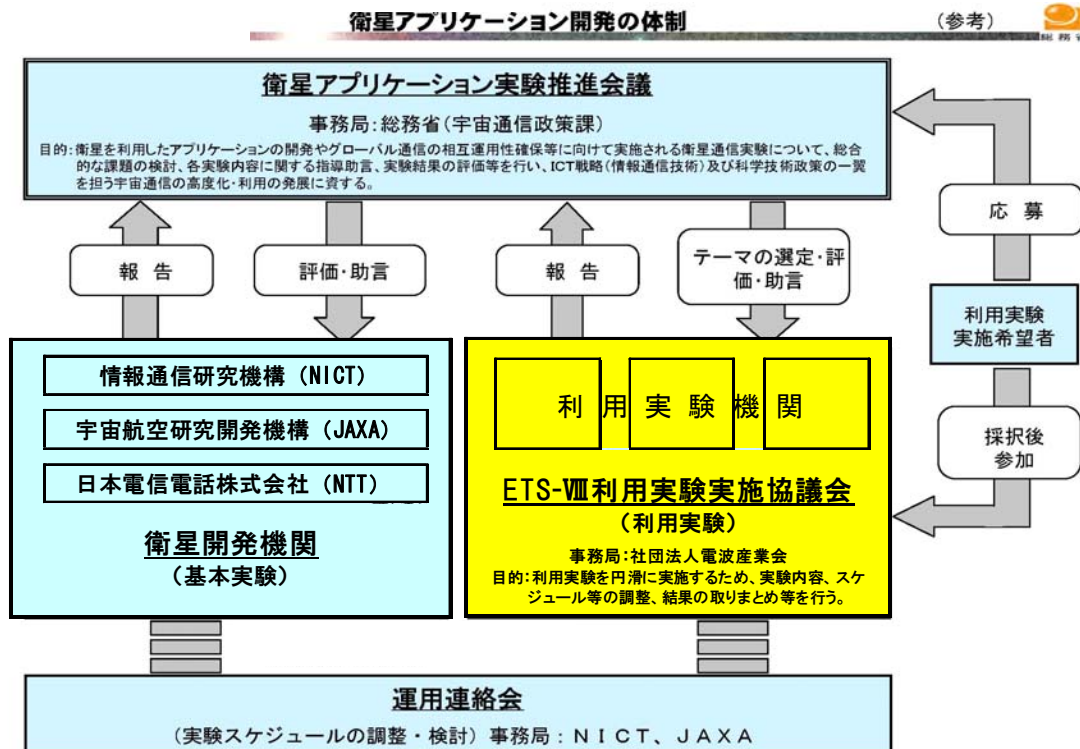 衛星アプリケーション開発の体制
(参考)
総務省
衛星アプリケーション実験推進会議
事務局:総務省(宇宙通信政策課)
目的:衛星を利用したアプリケーションの開発やグローバル通信の相互運用性確保等に向けて実施される衛星通信実験について、総合
的な課題の検討、各実験内容に関する指導助言、実験結果の評価等を行い、ICT戦略(情報通信技術)及び科学技術政策の一翼
を担う宇宙通信の高度化・利用の発展に資する。
応 募
報 告
評価・助言
報 告
テーマの選定・評
価・助言
利用実験
実施希望者
情報通信研究機構 (NICT)
宇宙航空研究開発機構 (JAXA)
日本電信電話株式会社 (NTT)
衛星開発機関
(基本実験)
利用実験機関
ETS-Ⅷ利用実験実施協議会
(利用実験)
事務局:社団法人電波産業会
目的:利用実験を円滑に実施するため、実験内容、スケ
ジュール等の調整、結果の取りまとめ等を行う。
採択後
参加
運用連絡会
(実験スケジュールの調整・検討) 事務局:NICT、JAXA